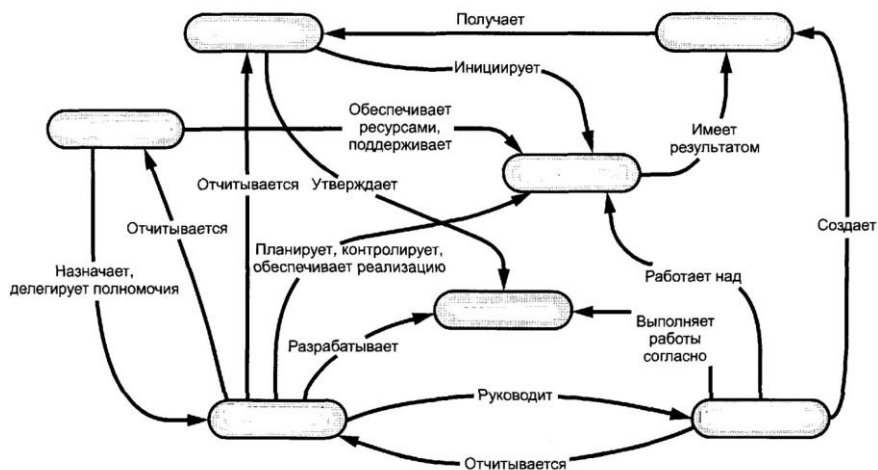 Получает
Инициирует
Обеспечивает
ресурсами,
поддерживает
Имеет
результатом
Отчитывается
Утверждает
Отчитывается
Создает
Планирует, контролирует,
обеспечивает реализацию
Назначает,
делегирует полномочия
Работает над
Разрабатывает
Выполняет
работы
согласно
Руководит
Отчитывается